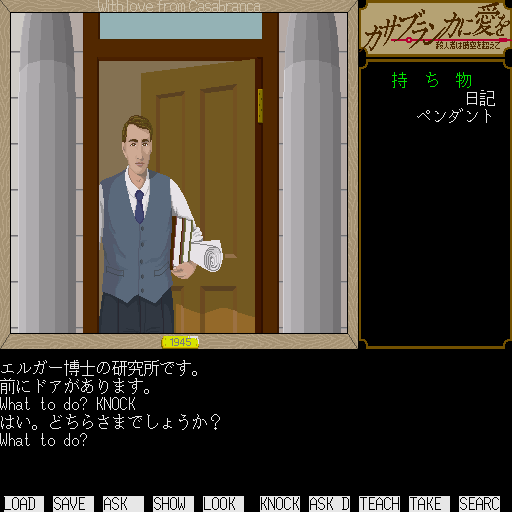 With love from Casabranca
カサブランカに愛を
殺人者は時空を超えて
持ち物
日記
ペンダント
1945
エルガー博士の研究所です。
前にドアがあります。
What to do? KNOCK
はい。どちらさまでしょうか？
What to do?
LOAD SAVE ASK SHOW LOOK KNOCK ASK D TEACH TAKE SEARC